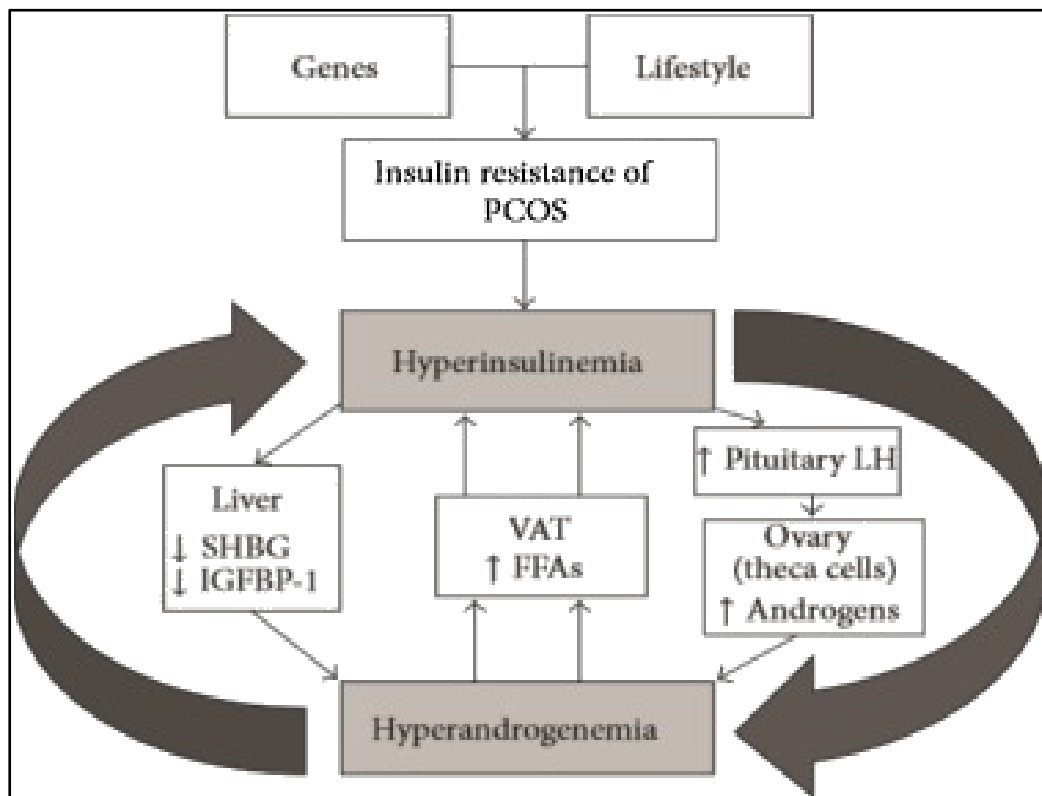 Genes
Lifestyle
Insulin resistance of
PCOS
Hyperinsulinemia
Liver
↓ SHBG
↓ IGFBP-1
VAT
↑ FFAs
↑ Pituitary LH
Ovary
(theca cells)
↑ Androgens
Hyperandrogenemia